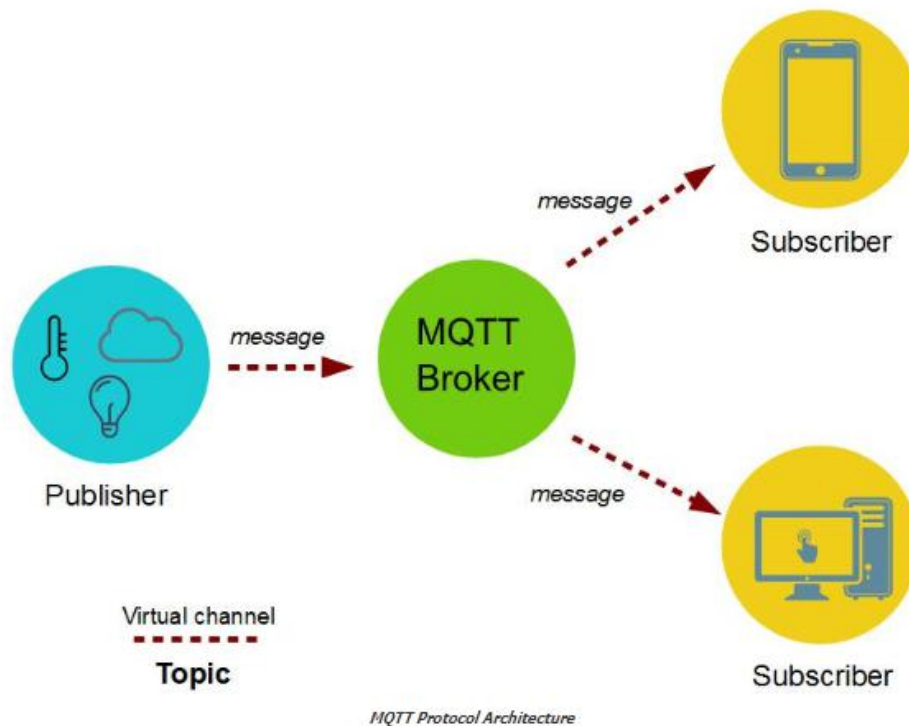 message
Subscriber
message
MQTT
Broker
Publisher
message
Virtual channel
Topic
Subscriber
MQTT Protocol Architecture